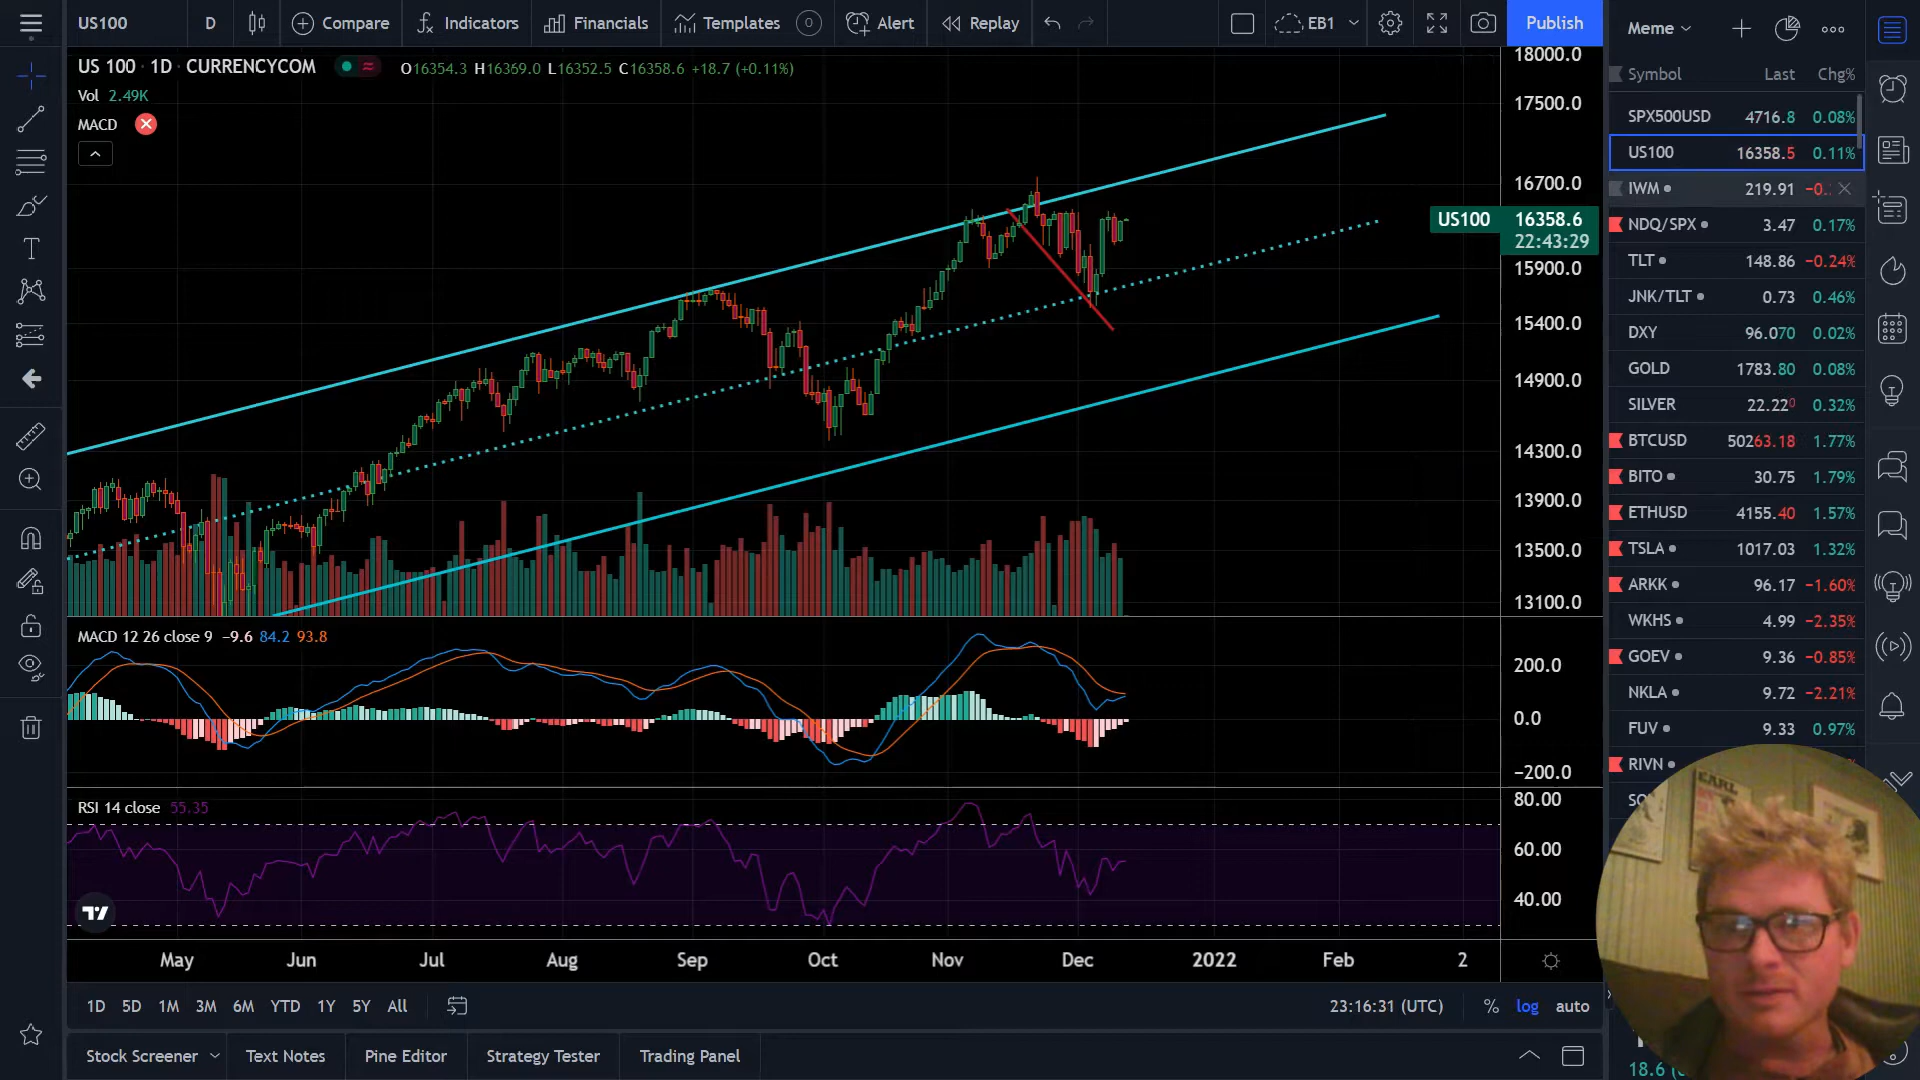 US100 D Compare Indicators Financials Templates 0 Alert Replay EB1 Publish
US 100 · 1D · CURRENCYCOM O16354.3 H16369.0 L16352.5 C16358.6 +18.7 (+0.11%)
Vol 2.49K
MACD
18000.0
17500.0
16700.0
US100 16358.6
22:43:29
15900.0
15400.0
14900.0
14300.0
13900.0
13500.0
13100.0
MACD 12 26 close 9 −9.6 84.2 93.8
200.0
0.0
−200.0
RSI 14 close 55.35
80.00
60.00
40.00
May Jun Jul Aug Sep Oct Nov Dec 2022 Feb 2
1D 5D 1M 3M 6M YTD 1Y 5Y All 23:16:31 (UTC) % log auto
Stock Screener Text Notes Pine Editor Strategy Tester Trading Panel
Meme
Symbol Last Chg%
SPX500USD 4716.8 0.08%
US100 16358.5 0.11%
IWM 219.91 −0.
NDQ/SPX 3.47 0.17%
TLT 148.86 −0.24%
JNK/TLT 0.73 0.46%
DXY 96.070 0.02%
GOLD 1783.80 0.08%
SILVER 22.220 0.32%
BTCUSD 50263.18 1.77%
BITO 30.75 1.79%
ETHUSD 4155.40 1.57%
TSLA 1017.03 1.32%
ARKK 96.17 −1.60%
WKHS 4.99 −2.35%
GOEV 9.36 −0.85%
NKLA 9.72 −2.21%
FUV 9.33 0.97%
RIVN
18.6